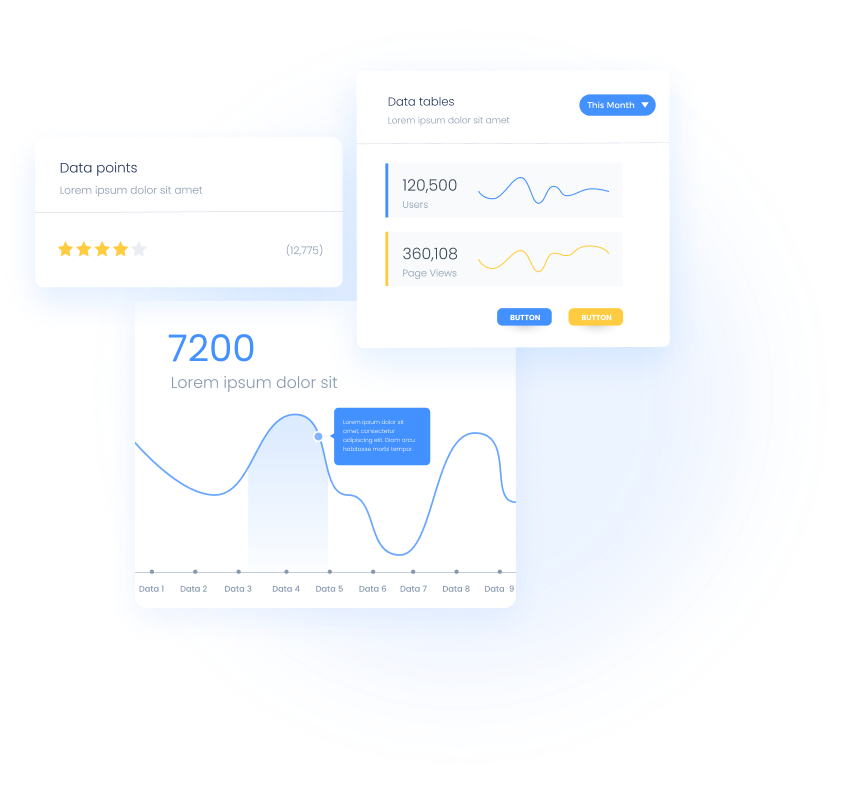 Data tables
Lorem ipsum dolor sit amet
This Month
120,500
Users
360,108
Page Views
BUTTON
BUTTON
Data points
Lorem ipsum dolor sit amet
(12,775)
7200
Lorem ipsum dolor sit
Lorem ipsum dolor sit
amet, consectetur
adipiscing elit. Diam arcu
habitasse morbi tempor.
Data 1
Data 2
Data 3
Data 4
Data 5
Data 6
Data 7
Data 8
Data 9